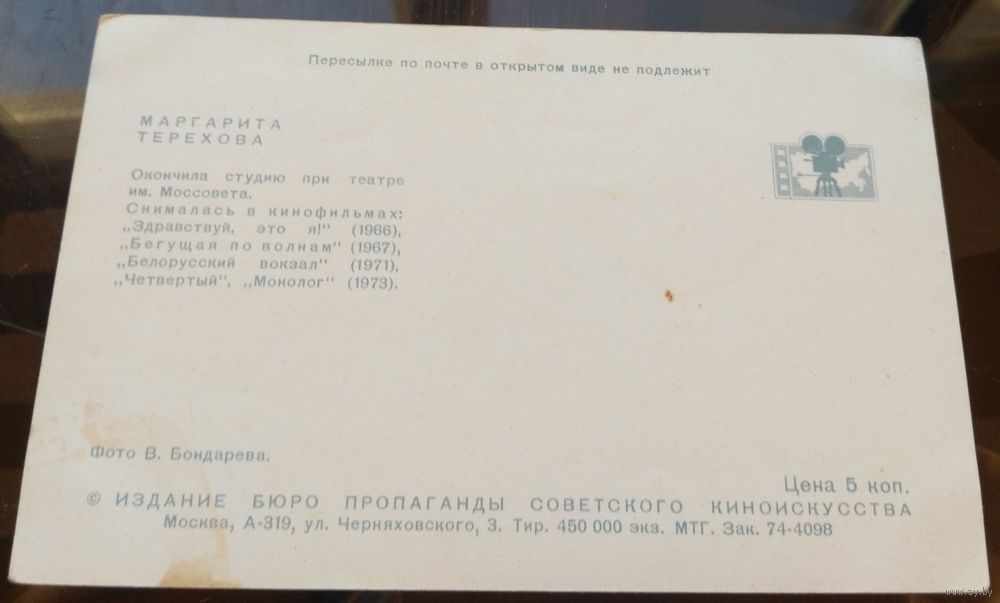 Пересылке по почте в открытом виде не подлежит
МАРГАРИТА
ТЕРЕХОВА
Окончила студию при театре
им. Моссовета.
Снималась в кинофильмах:
„Здравствуй, это я!“ (1966),
„Бегущая по волнам“ (1967),
„Белорусский вокзал“ (1971),
„Четвертый“, „Монолог“ (1973).
Фото В. Бондарева.
Цена 5 коп.
© ИЗДАНИЕ БЮРО ПРОПАГАНДЫ СОВЕТСКОГО КИНОИСКУССТВА
Москва, А-319, ул. Черняховского, 3. Тир. 450 000 экз. МТГ. Зак. 74-4098